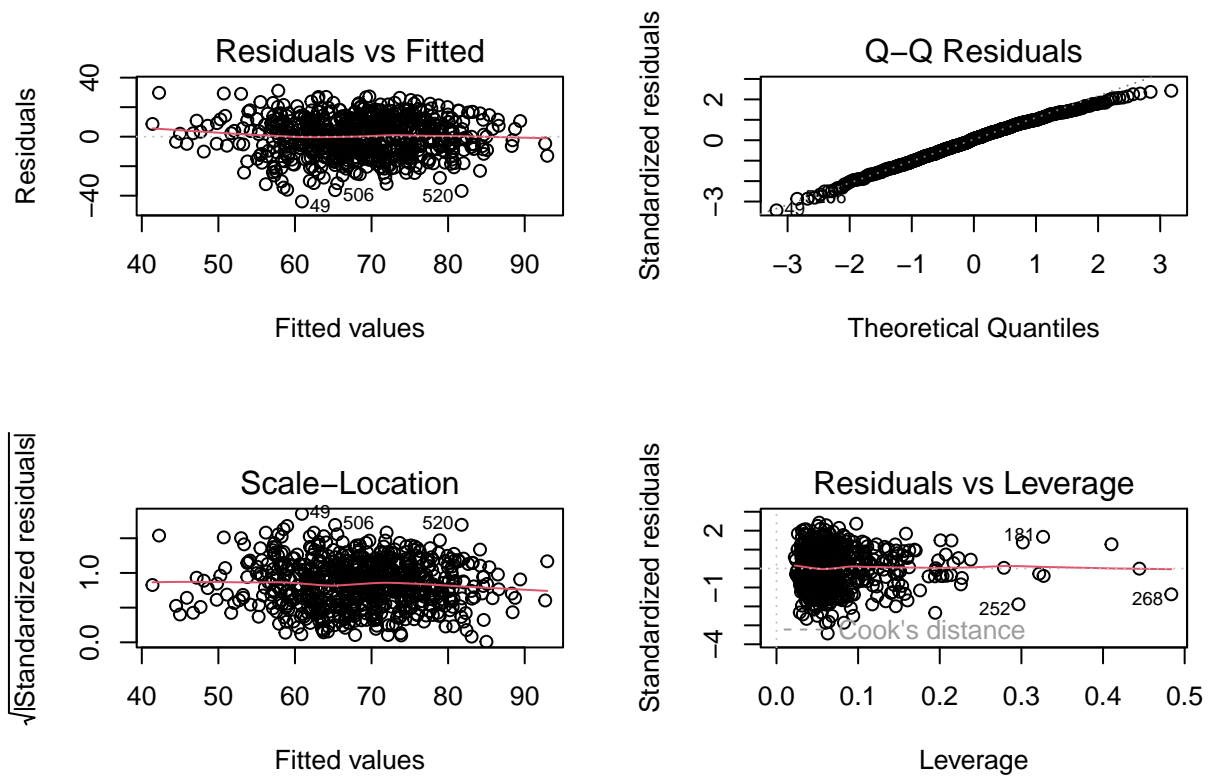 Residuals vs Fitted
Residuals
40
0
−40
49
506
520
40 50 60 70 80 90
Fitted values
Q−Q Residuals
Standardized residuals
2
0
−3
49
−3 −2 −1 0 1 2 3
Theoretical Quantiles
Scale−Location
√|Standardized residuals|
1.0
0.0
49
506
520
40 50 60 70 80 90
Fitted values
Residuals vs Leverage
Standardized residuals
2
−1
−4
181
252
268
Cook's distance
0.0 0.1 0.2 0.3 0.4 0.5
Leverage